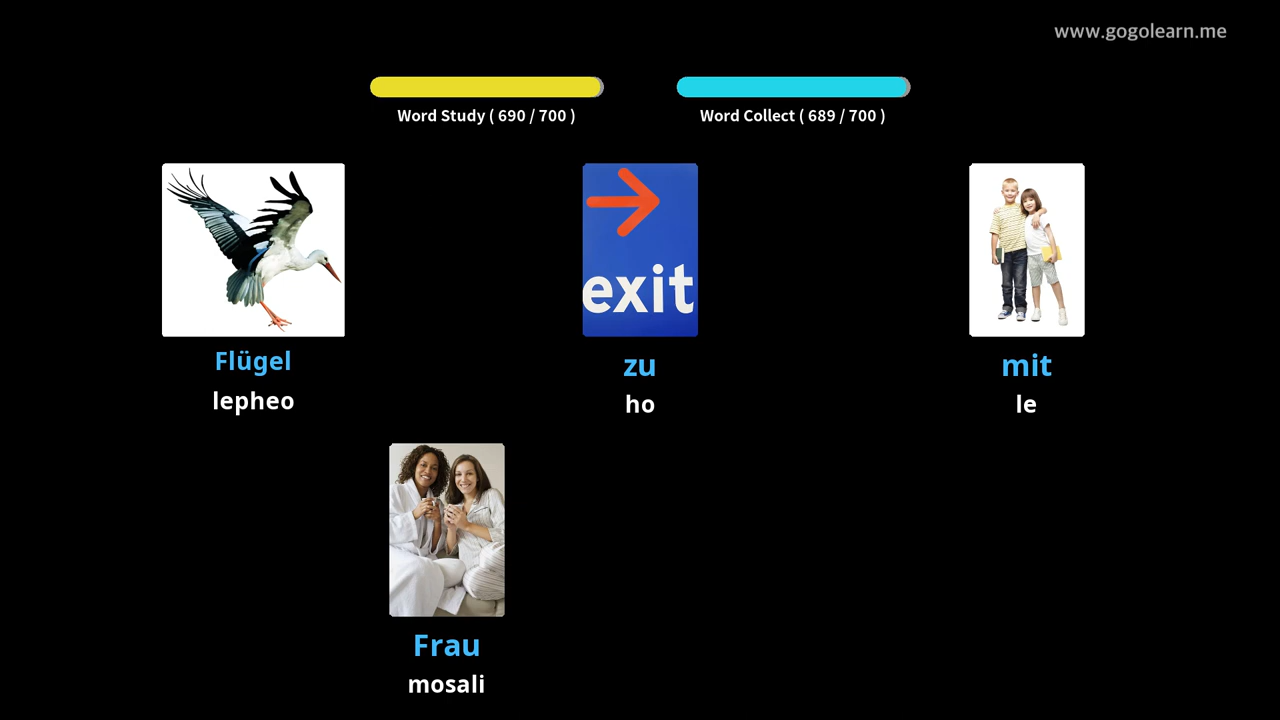 www.gogolearn.me
Word Study ( 690 / 700 )
Word Collect ( 689 / 700 )
exit
Flügel
zu
mit
lepheo
ho
le
Frau
mosali